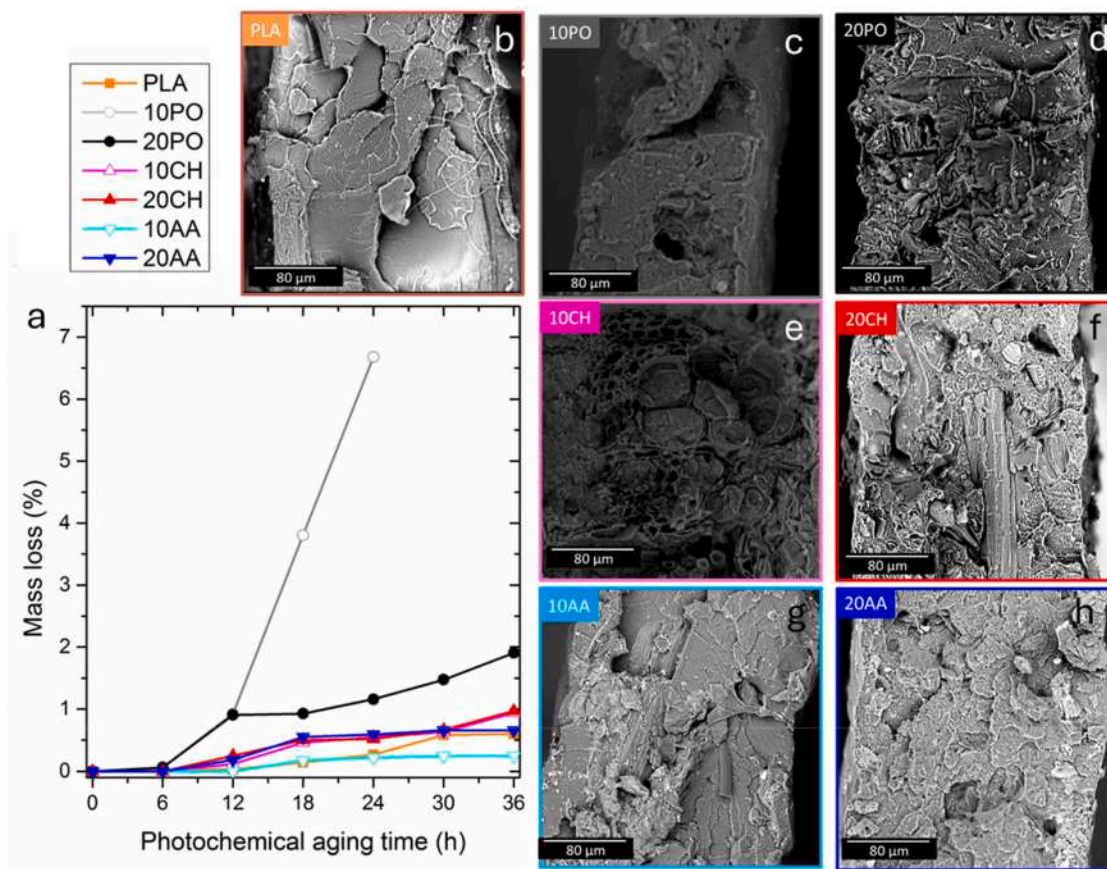 PLA
10PO
20PO
10CH
20CH
10AA
20AA
PLA
b
80 µm
10PO
c
80 µm
20PO
d
80 µm
a
7
6
5
4
3
2
1
0
Mass loss (%)
0 6 12 18 24 30 36
Photochemical aging time (h)
10CH
e
80 µm
20CH
f
80 µm
10AA
g
80 µm
20AA
h
80 µm